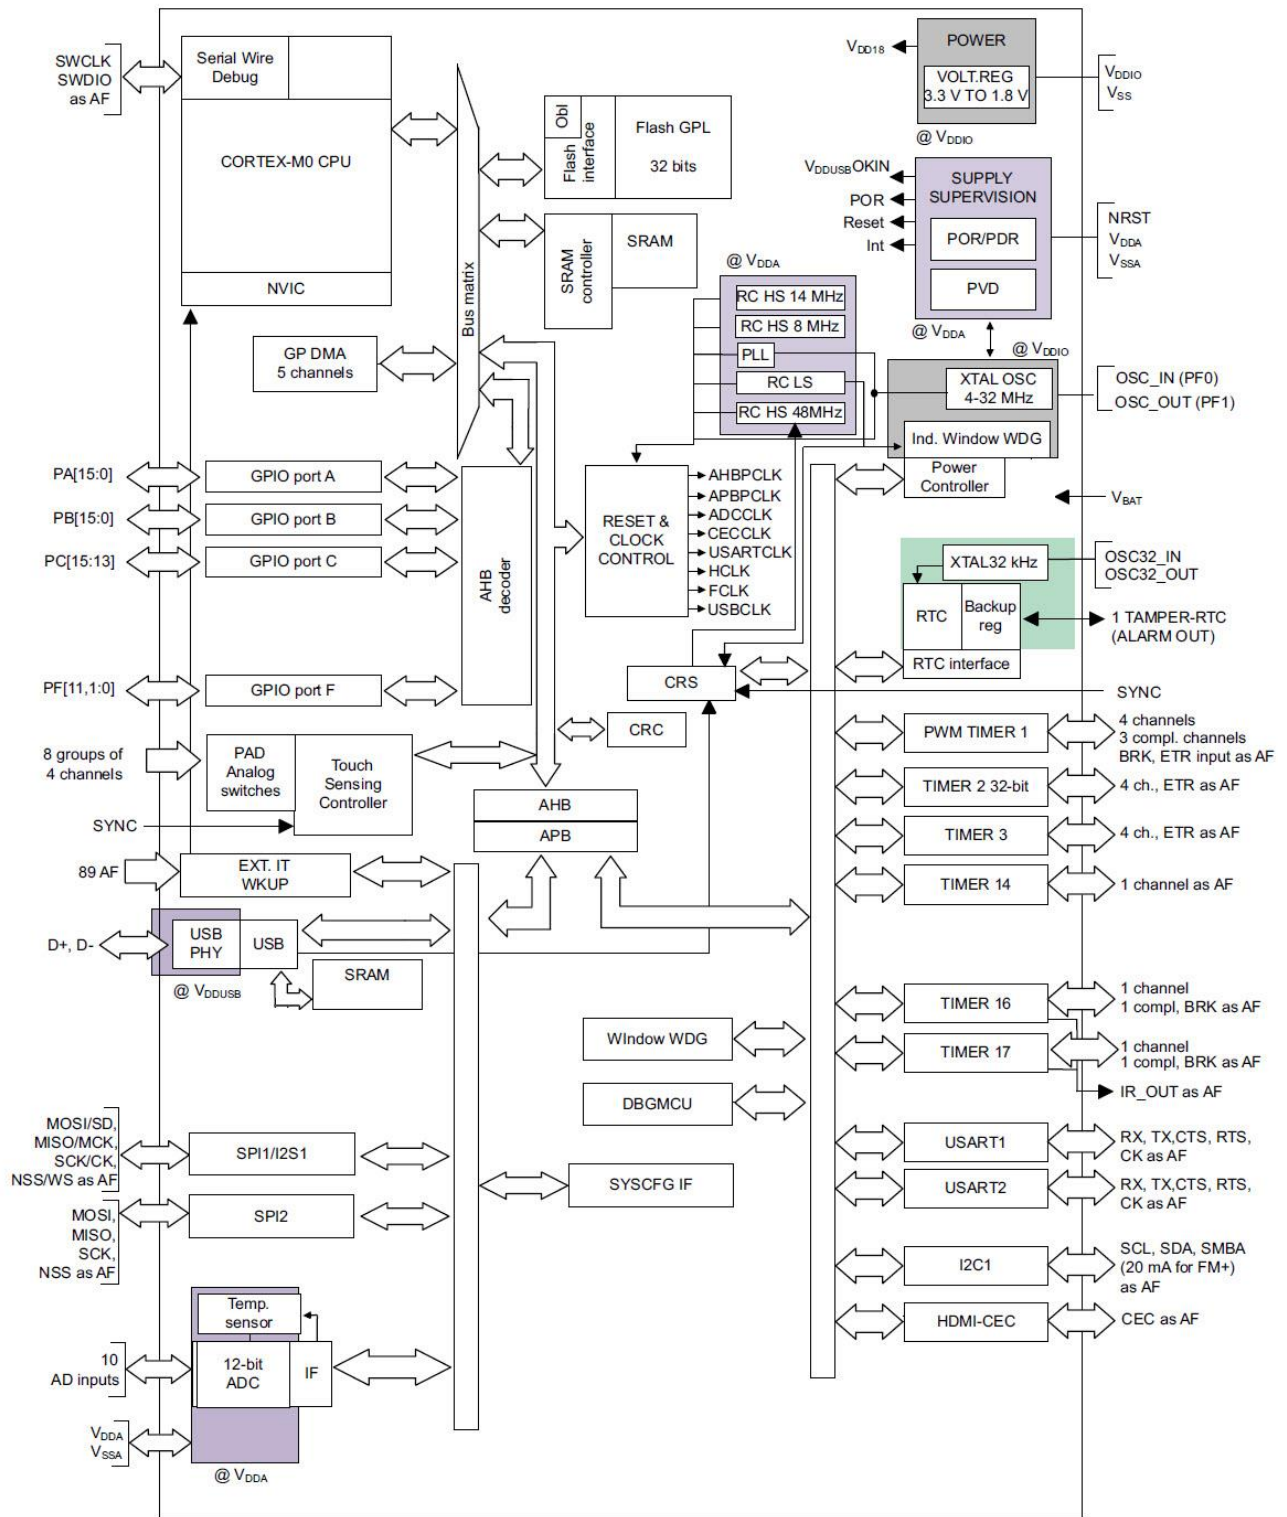 SWCLK
SWDIO
as AF
Serial Wire
Debug
CORTEX-M0 CPU
NVIC
Bus matrix
Obl
Flash
interface
Flash GPL
32 bits
SRAM
controller
SRAM
GP DMA
5 channels
VDD18
POWER
VOLT.REG
3.3 V TO 1.8 V
VDDIO
VSS
@ VDDIO
VDDUSBOKIN
POR
Reset
Int
SUPPLY
SUPERVISION
POR/PDR
PVD
NRST
VDDA
VSSA
@ VDDA
@ VDDA
RC HS 14 MHz
RC HS 8 MHz
PLL
RC LS
RC HS 48MHz
@ VDDIO
XTAL OSC
4-32 MHz
Ind. Window WDG
Power
Controller
OSC_IN (PF0)
OSC_OUT (PF1)
VBAT
PA[15:0]
GPIO port A
PB[15:0]
GPIO port B
PC[15:13]
GPIO port C
PF[11,1:0]
GPIO port F
AHB
decoder
RESET &
CLOCK
CONTROL
AHBPCLK
APBPCLK
ADCCLK
CECCLK
USARTCLK
HCLK
FCLK
USBCLK
XTAL32 kHz
OSC32_IN
OSC32_OUT
RTC
Backup
reg
RTC interface
1 TAMPER-RTC
(ALARM OUT)
CRS
SYNC
CRC
8 groups of
4 channels
PAD
Analog
switches
Touch
Sensing
Controller
SYNC
AHB
APB
89 AF
EXT. IT
WKUP
D+, D-
USB
PHY
USB
@ VDDUSB
SRAM
PWM TIMER 1
4 channels
3 compl. channels
BRK, ETR input as AF
TIMER 2 32-bit
4 ch., ETR as AF
TIMER 3
4 ch., ETR as AF
TIMER 14
1 channel as AF
TIMER 16
1 channel
1 compl, BRK as AF
TIMER 17
1 channel
1 compl, BRK as AF
IR_OUT as AF
WIndow WDG
DBGMCU
SYSCFG IF
MOSI/SD,
MISO/MCK,
SCK/CK,
NSS/WS as AF
SPI1/I2S1
MOSI,
MISO,
SCK,
NSS as AF
SPI2
USART1
RX, TX,CTS, RTS,
CK as AF
USART2
RX, TX,CTS, RTS,
CK as AF
I2C1
SCL, SDA, SMBA
(20 mA for FM+)
as AF
HDMI-CEC
CEC as AF
Temp.
sensor
10
AD inputs
12-bit
ADC
IF
VDDA
VSSA
@ VDDA